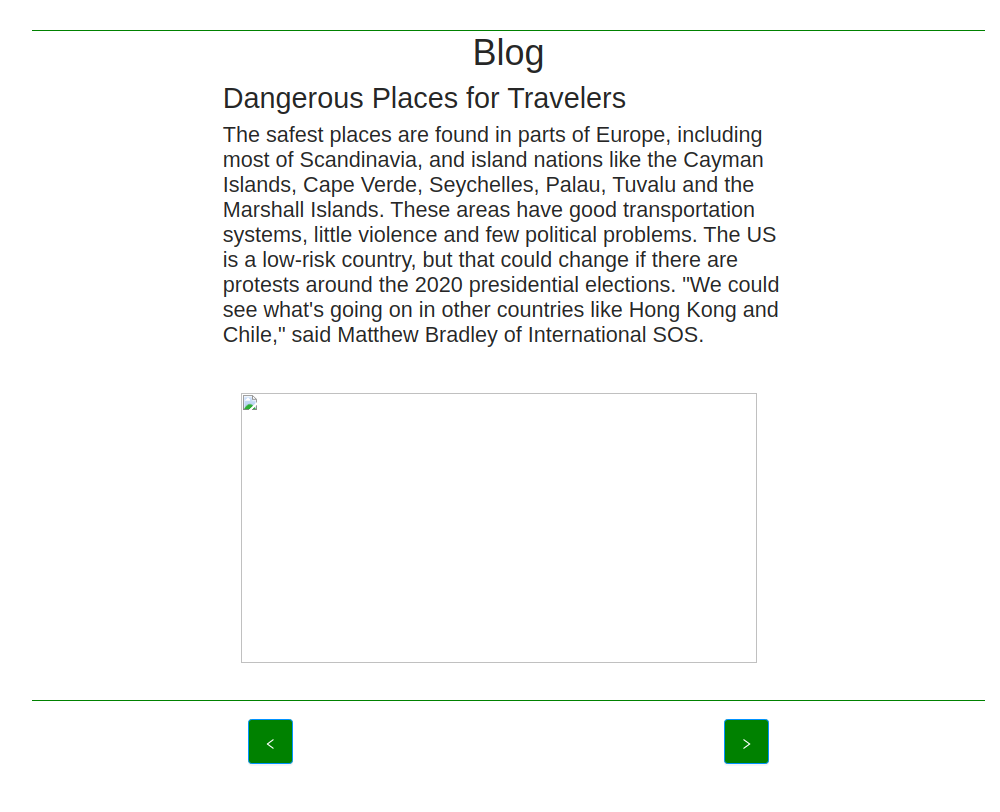 Blog
Dangerous Places for Travelers
The safest places are found in parts of Europe, including
most of Scandinavia, and island nations like the Cayman
Islands, Cape Verde, Seychelles, Palau, Tuvalu and the
Marshall Islands. These areas have good transportation
systems, little violence and few political problems. The US
is a low-risk country, but that could change if there are
protests around the 2020 presidential elections. "We could
see what's going on in other countries like Hong Kong and
Chile," said Matthew Bradley of International SOS.
< >